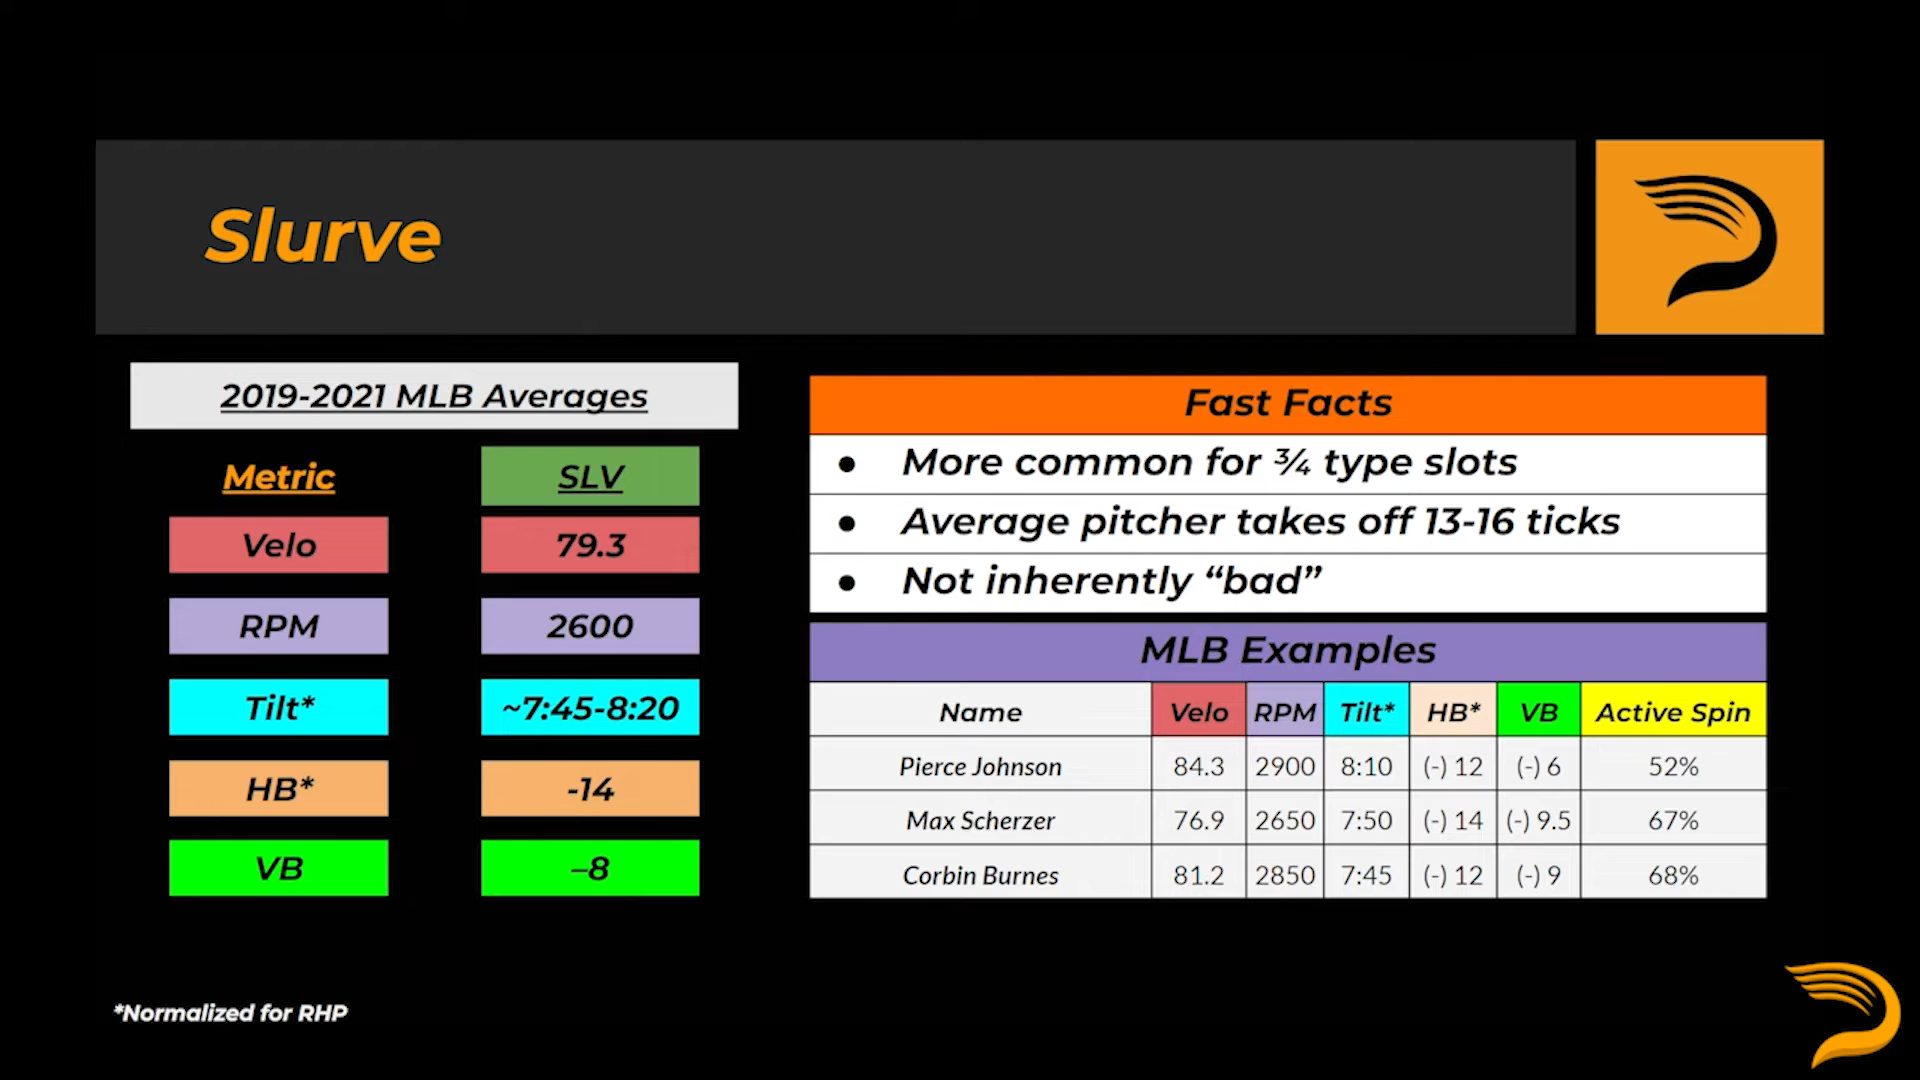 Slurve
2019-2021 MLB Averages
Metric SLV
Velo 79.3
RPM 2600
Tilt* ~7:45-8:20
HB* -14
VB –8
*Normalized for RHP
Fast Facts
● More common for ¾ type slots
● Average pitcher takes off 13-16 ticks
● Not inherently “bad”
MLB Examples
Name Velo RPM Tilt* HB* VB Active Spin
Pierce Johnson 84.3 2900 8:10 (-) 12 (-) 6 52%
Max Scherzer 76.9 2650 7:50 (-) 14 (-) 9.5 67%
Corbin Burnes 81.2 2850 7:45 (-) 12 (-) 9 68%